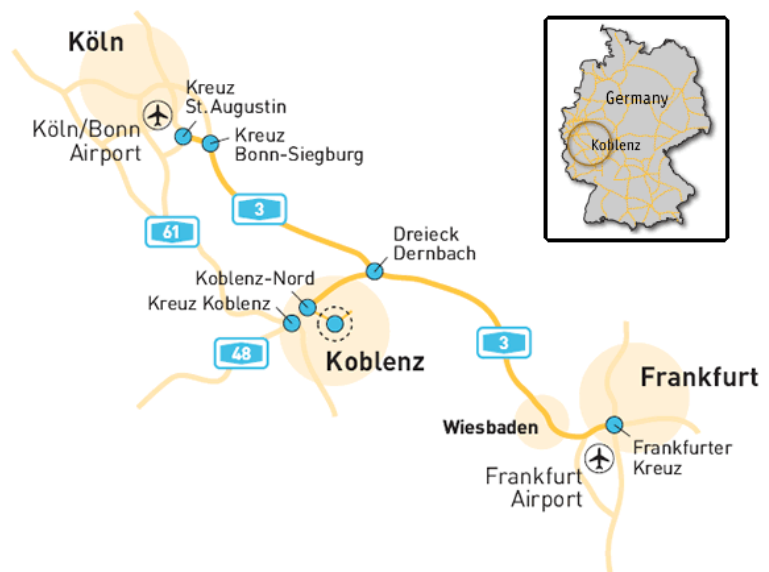 Köln
Kreuz
St. Augustin
Köln/Bonn
Airport
Kreuz
Bonn-Siegburg
3
61
Dreieck
Dernbach
Koblenz-Nord
Kreuz Koblenz
48
Koblenz
3
Frankfurt
Wiesbaden
Frankfurter
Kreuz
Frankfurt
Airport
Germany
Koblenz